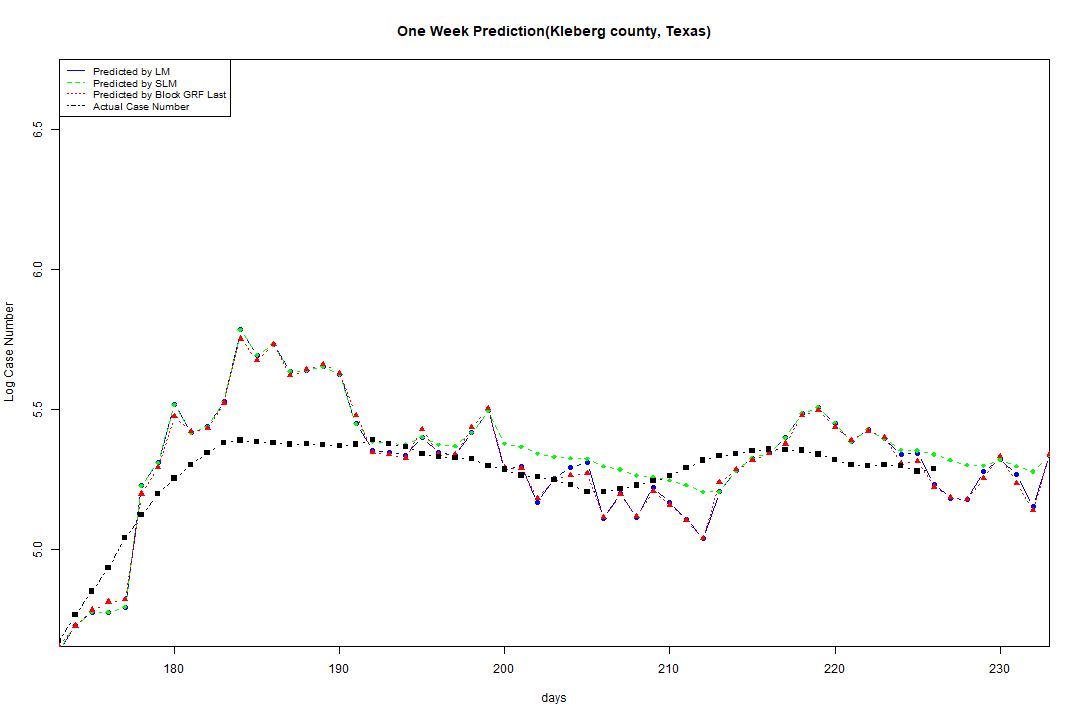 One Week Prediction(Kleberg county, Texas)
Predicted by LM
Predicted by SLM
Predicted by Block GRF Last
Actual Case Number
Log Case Number
6.5
6.0
5.5
5.0
180 190 200 210 220 230
days